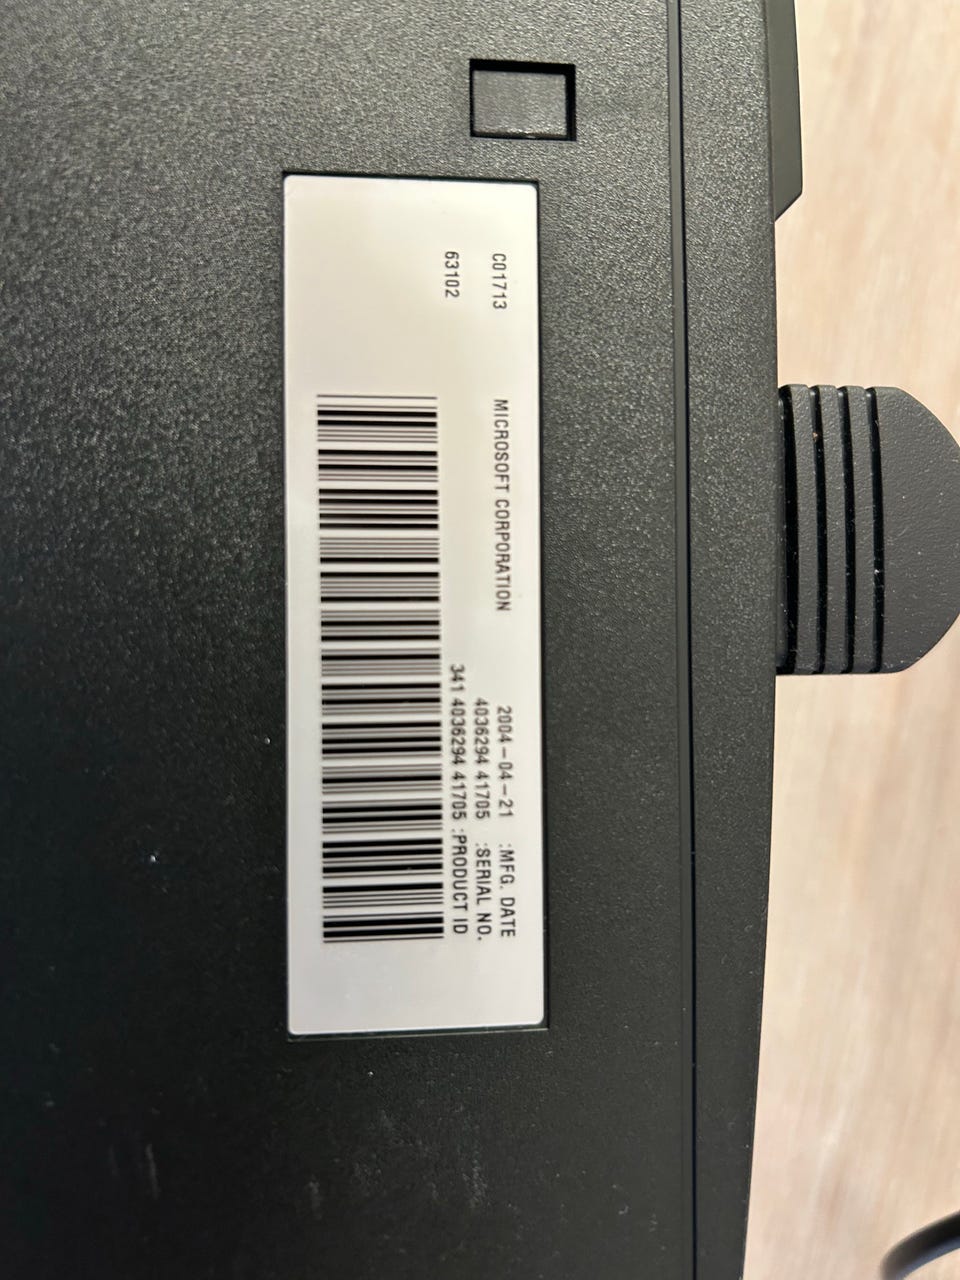 C01713 MICROSOFT CORPORATION 2004-04-21 :MFG. DATE
4036294 41705 :SERIAL NO.
63102 341 4036294 41705 :PRODUCT ID